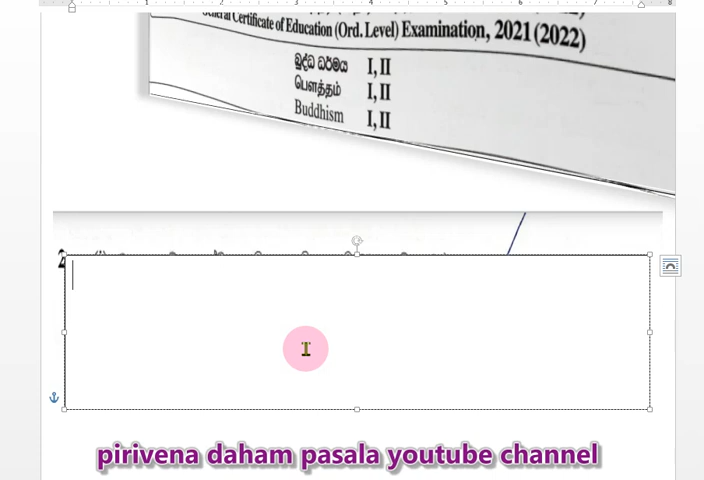 General Certificate of Education (Ord. Level) Examination, 2021 (2022)
බුද්ධ ධර්මය I, II
பௌத்தம் I, II
Buddhism I, II
2
pirivena daham pasala youtube channel